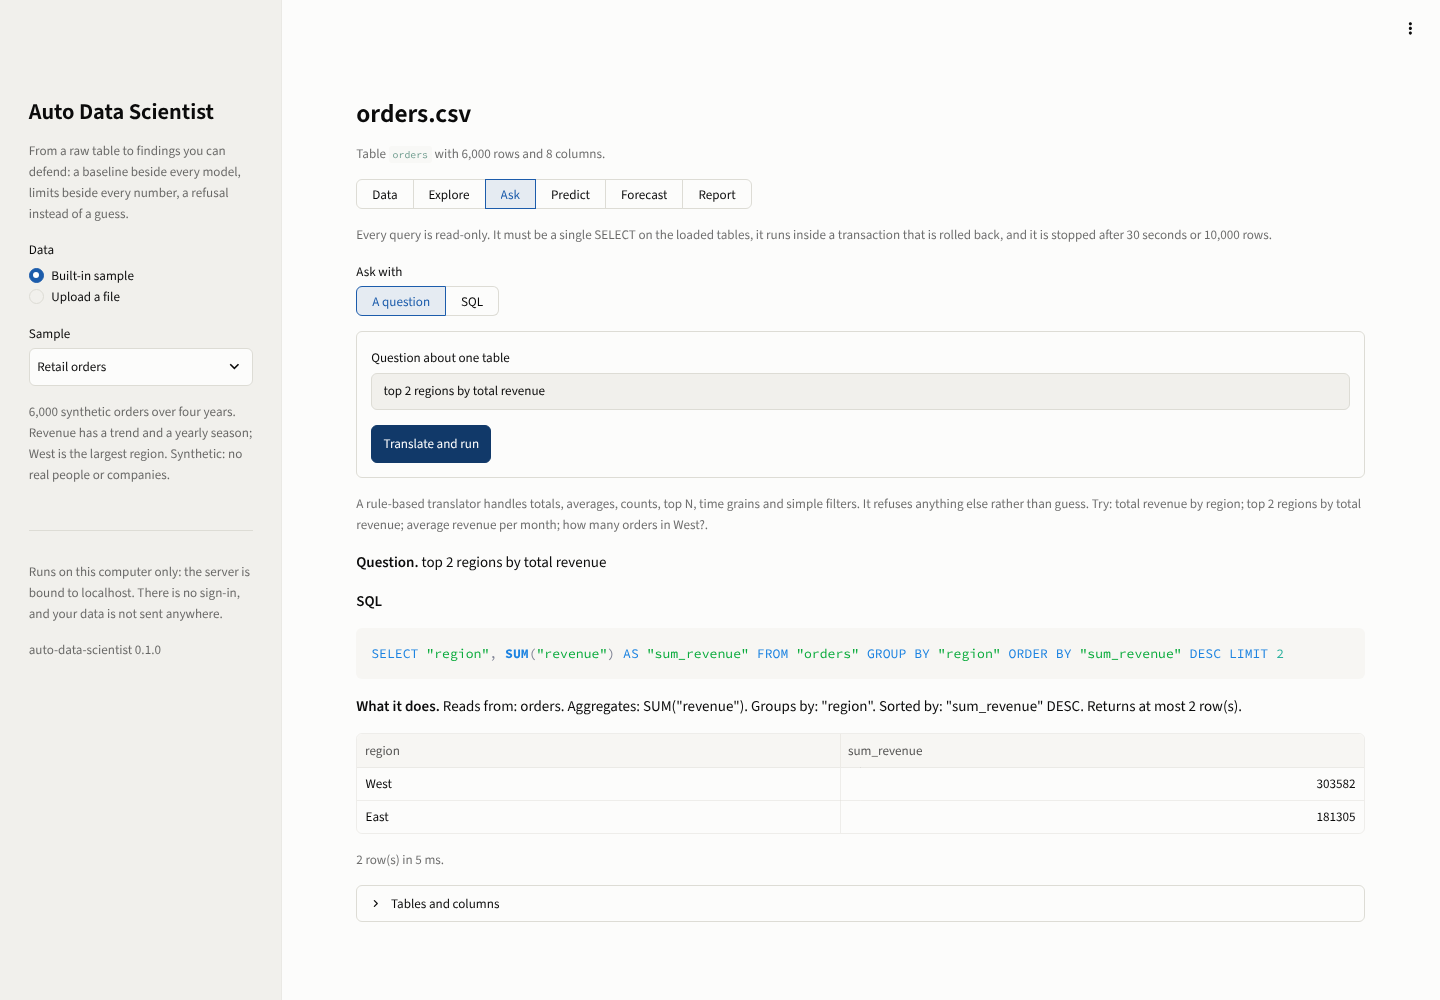 Auto Data Scientist
From a raw table to findings you can
defend: a baseline beside every model,
limits beside every number, a refusal
instead of a guess.
Data
Built-in sample
Upload a file
Sample
Retail orders
6,000 synthetic orders over four years.
Revenue has a trend and a yearly season;
West is the largest region. Synthetic: no
real people or companies.
Runs on this computer only: the server is
bound to localhost. There is no sign-in,
and your data is not sent anywhere.
auto-data-scientist 0.1.0
orders.csv
Table orders with 6,000 rows and 8 columns.
Data Explore Ask Predict Forecast Report
Every query is read-only. It must be a single SELECT on the loaded tables, it runs inside a transaction that is rolled back, and it is stopped after 30 seconds or 10,000 rows.
Ask with
A question SQL
Question about one table
top 2 regions by total revenue
Translate and run
A rule-based translator handles totals, averages, counts, top N, time grains and simple filters. It refuses anything else rather than guess. Try: total revenue by region; top 2 regions by total
revenue; average revenue per month; how many orders in West?.
Question. top 2 regions by total revenue
SQL
SELECT "region", SUM("revenue") AS "sum_revenue" FROM "orders" GROUP BY "region" ORDER BY "sum_revenue" DESC LIMIT 2
What it does. Reads from: orders. Aggregates: SUM("revenue"). Groups by: "region". Sorted by: "sum_revenue" DESC. Returns at most 2 row(s).
region sum_revenue
West 303582
East 181305
2 row(s) in 5 ms.
Tables and columns